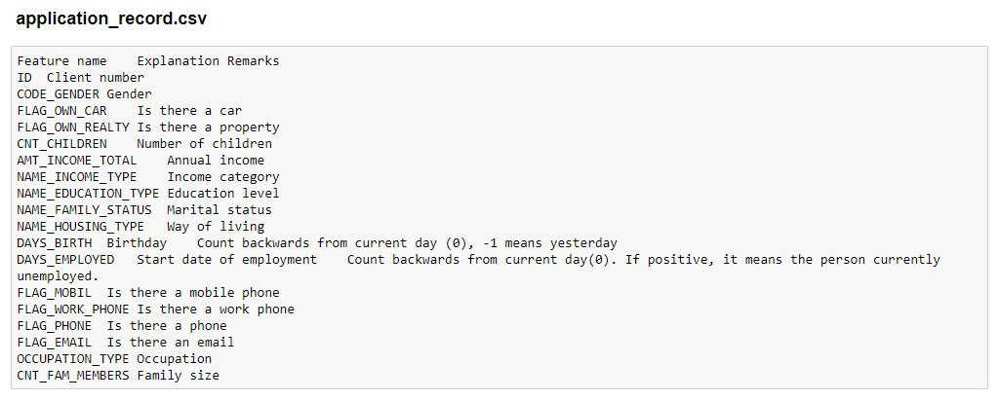 application_record.csv
Feature name    Explanation Remarks
ID  Client number
CODE_GENDER Gender
FLAG_OWN_CAR    Is there a car
FLAG_OWN_REALTY Is there a property
CNT_CHILDREN    Number of children
AMT_INCOME_TOTAL    Annual income
NAME_INCOME_TYPE    Income category
NAME_EDUCATION_TYPE Education level
NAME_FAMILY_STATUS  Marital status
NAME_HOUSING_TYPE   Way of living
DAYS_BIRTH  Birthday    Count backwards from current day (0), -1 means yesterday
DAYS_EMPLOYED   Start date of employment    Count backwards from current day(0). If positive, it means the person currently
unemployed.
FLAG_MOBIL  Is there a mobile phone
FLAG_WORK_PHONE Is there a work phone
FLAG_PHONE  Is there a phone
FLAG_EMAIL  Is there an email
OCCUPATION_TYPE Occupation
CNT_FAM_MEMBERS Family size